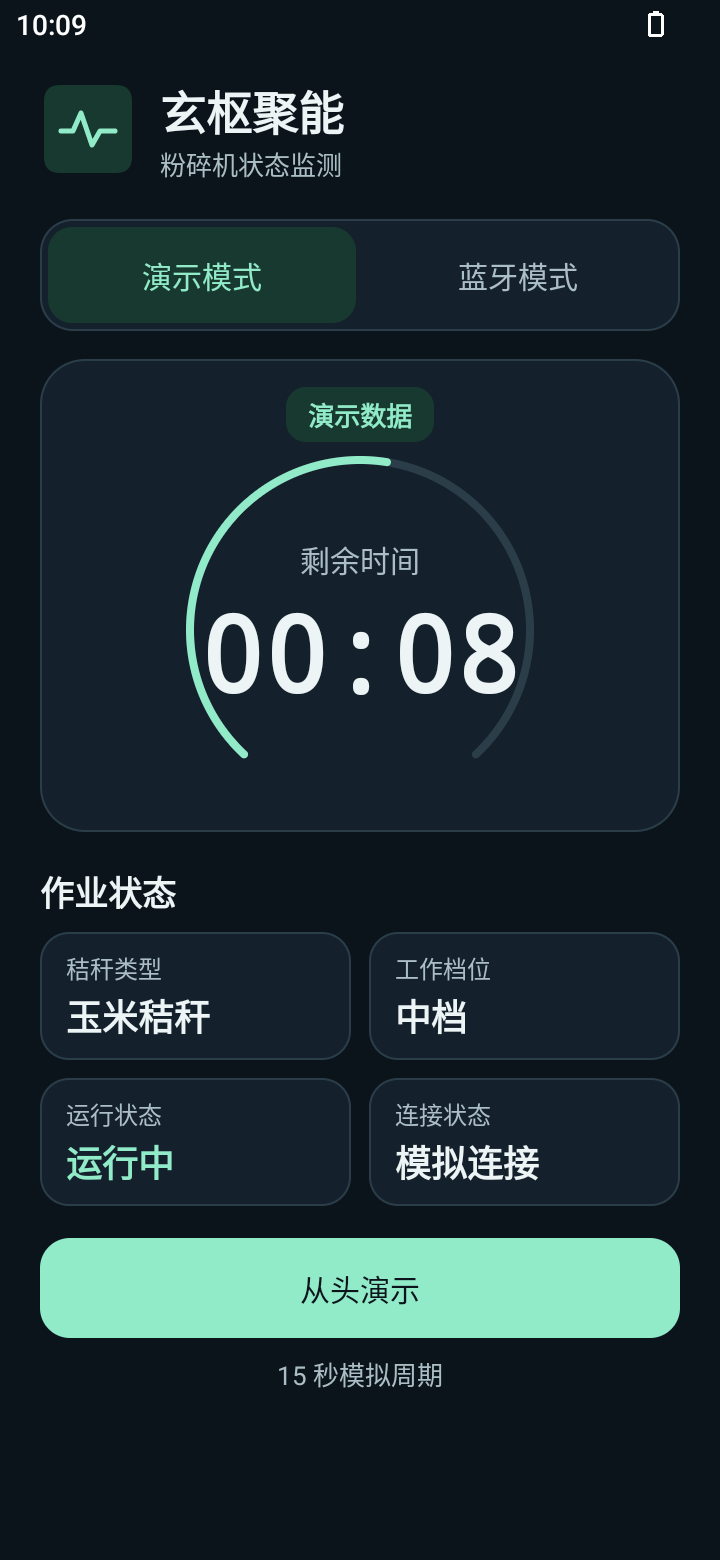 10:09
玄枢聚能
粉碎机状态监测
演示模式
蓝牙模式
演示数据
剩余时间
00:08
作业状态
秸秆类型
玉米秸秆
工作档位
中档
运行状态
运行中
连接状态
模拟连接
从头演示
15 秒模拟周期